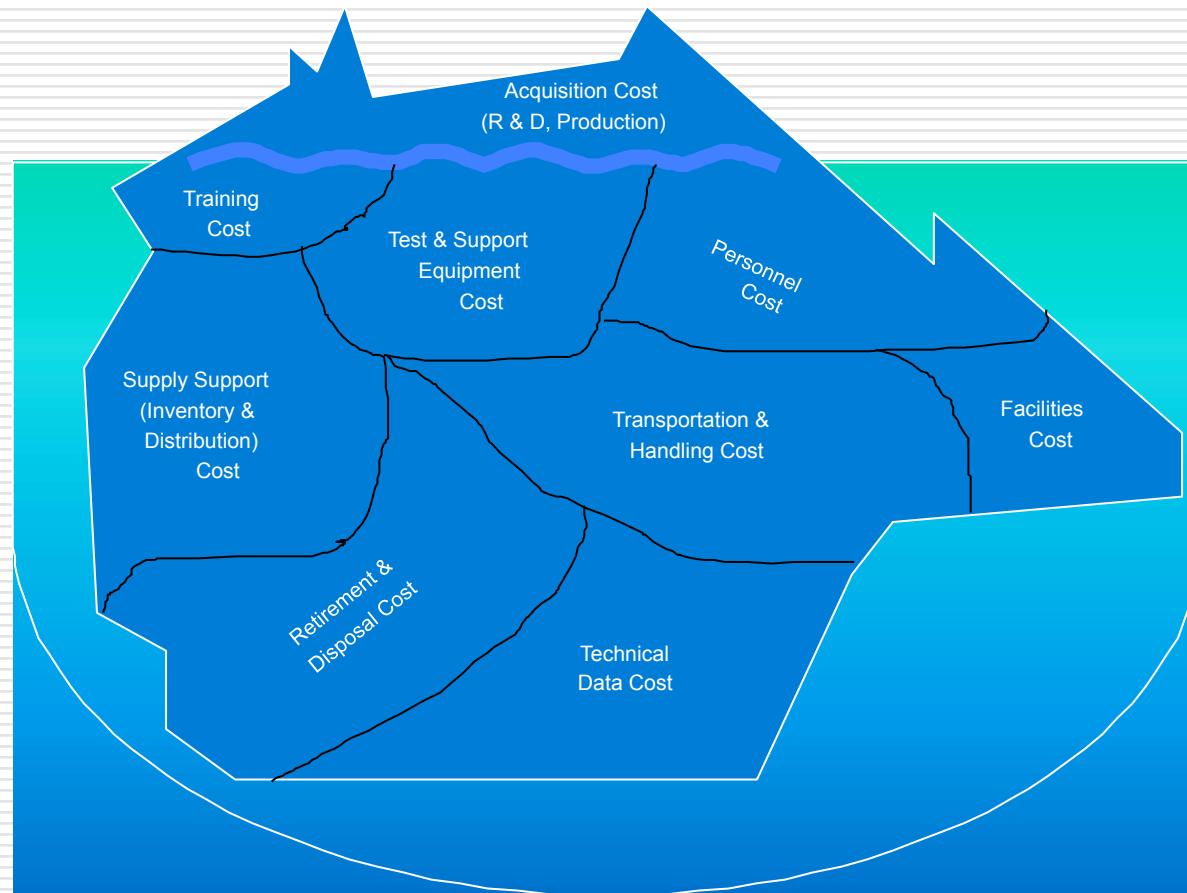 Acquisition Cost
(R & D, Production)
Training
Cost
Test & Support
Equipment
Cost
Personnel
Cost
Supply Support
(Inventory &
Distribution)
Cost
Transportation &
Handling Cost
Facilities
Cost
Retirement &
Disposal Cost
Technical
Data Cost